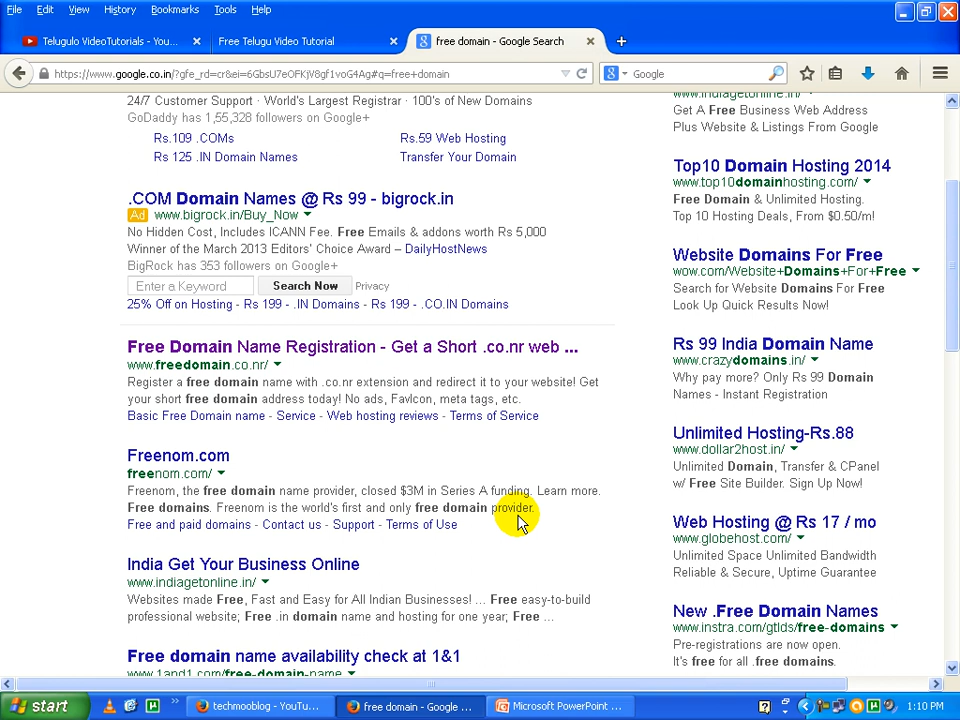 File Edit View History Bookmarks Tools Help
Telugulo VideoTutorials - You... × Free Telugu Video Tutorial × free domain - Google Search × +
https://www.google.co.in/?gfe_rd=cr&ei=6GbsU7eOFKjV8gf1voG4Ag#q=free+domain Google
24/7 Customer Support · World's Largest Registrar · 100's of New Domains
GoDaddy has 1,55,328 followers on Google+
Rs.109 .COMs Rs.59 Web Hosting
Rs 125 .IN Domain Names Transfer Your Domain
.COM Domain Names @ Rs 99 - bigrock.in
Ad www.bigrock.in/Buy_Now
No Hidden Cost, Includes ICANN Fee. Free Emails & addons worth Rs 5,000
Winner of the March 2013 Editors' Choice Award – DailyHostNews
BigRock has 353 followers on Google+
Enter a Keyword Search Now Privacy
25% Off on Hosting - Rs 199 - .IN Domains - Rs 199 - .CO.IN Domains
Free Domain Name Registration - Get a Short .co.nr web ...
www.freedomain.co.nr/
Register a free domain name with .co.nr extension and redirect it to your website! Get
your short free domain address today! No ads, FavIcon, meta tags, etc.
Basic Free Domain name - Service - Web hosting reviews - Terms of Service
Freenom.com
freenom.com/
Freenom, the free domain name provider, closed $3M in Series A funding. Learn more.
Free domains. Freenom is the world's first and only free domain provider.
Free and paid domains - Contact us - Support - Terms of Use
India Get Your Business Online
www.indiagetonline.in/
Websites made Free, Fast and Easy for All Indian Businesses! ... Free easy-to-build
professional website; Free .in domain name and hosting for one year; Free ...
Free domain name availability check at 1&1
www.1and1.com/free-domain-name
www.indiagetonline.in/
Get A Free Business Web Address
Plus Website & Listings From Google
Top10 Domain Hosting 2014
www.top10domainhosting.com/
Free Domain & Unlimited Hosting.
Top 10 Hosting Deals, From $0.50/m!
Website Domains For Free
wow.com/Website+Domains+For+Free
Search for Website Domains For Free
Look Up Quick Results Now!
Rs 99 India Domain Name
www.crazydomains.in/
Why pay more? Only Rs 99 Domain
Names - Instant Registration
Unlimited Hosting-Rs.88
www.dollar2host.in/
Unlimited Domain, Transfer & CPanel
w/ Free Site Builder. Sign Up Now!
Web Hosting @ Rs 17 / mo
www.globehost.com/
Unlimited Space Unlimited Bandwidth
Reliable & Secure, Uptime Guarantee
New .Free Domain Names
www.instra.com/gtlds/free-domains
Pre-registrations are now open.
It's free for all .free domains.
start techmooblog - YouTu... free domain - Google ... Microsoft PowerPoint ... 1:10 PM